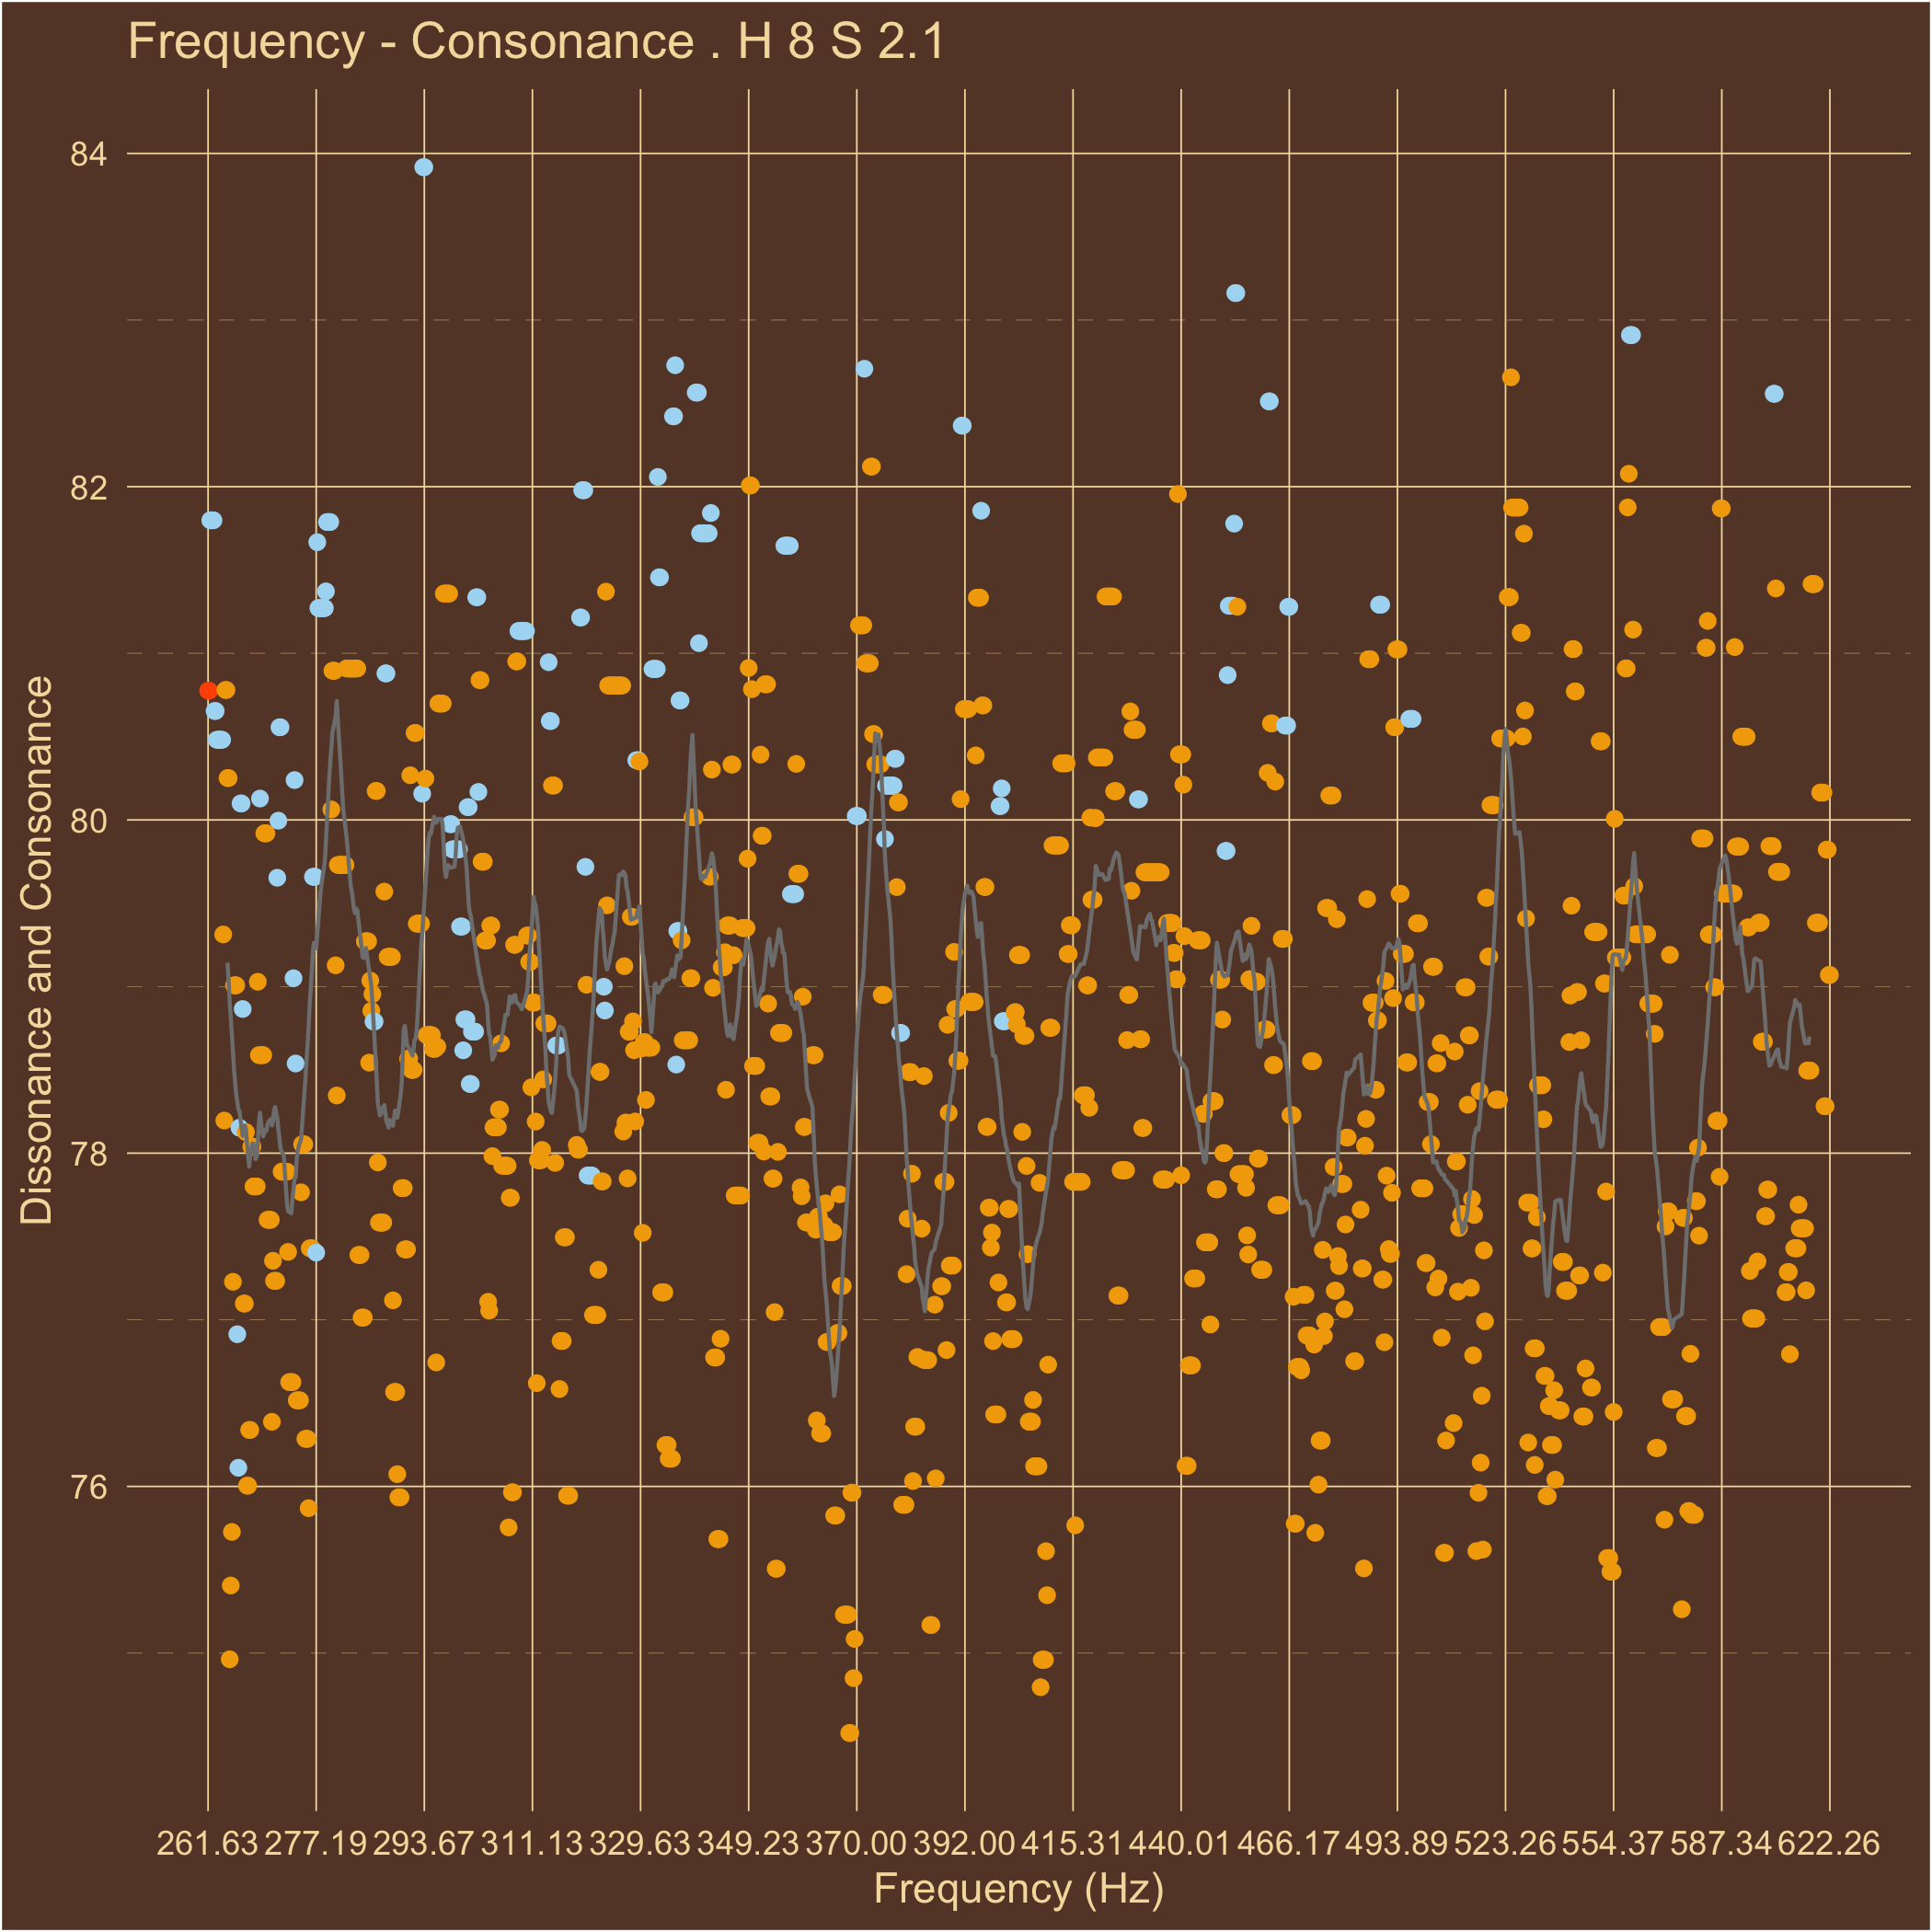 Frequency - Consonance . H 8 S 2.1
Dissonance and Consonance
84
82
80
78
76
261.63 277.19 293.67 311.13 329.63 349.23 370.00 392.00 415.31 440.01 466.17 493.89 523.26 554.37 587.34 622.26
Frequency (Hz)